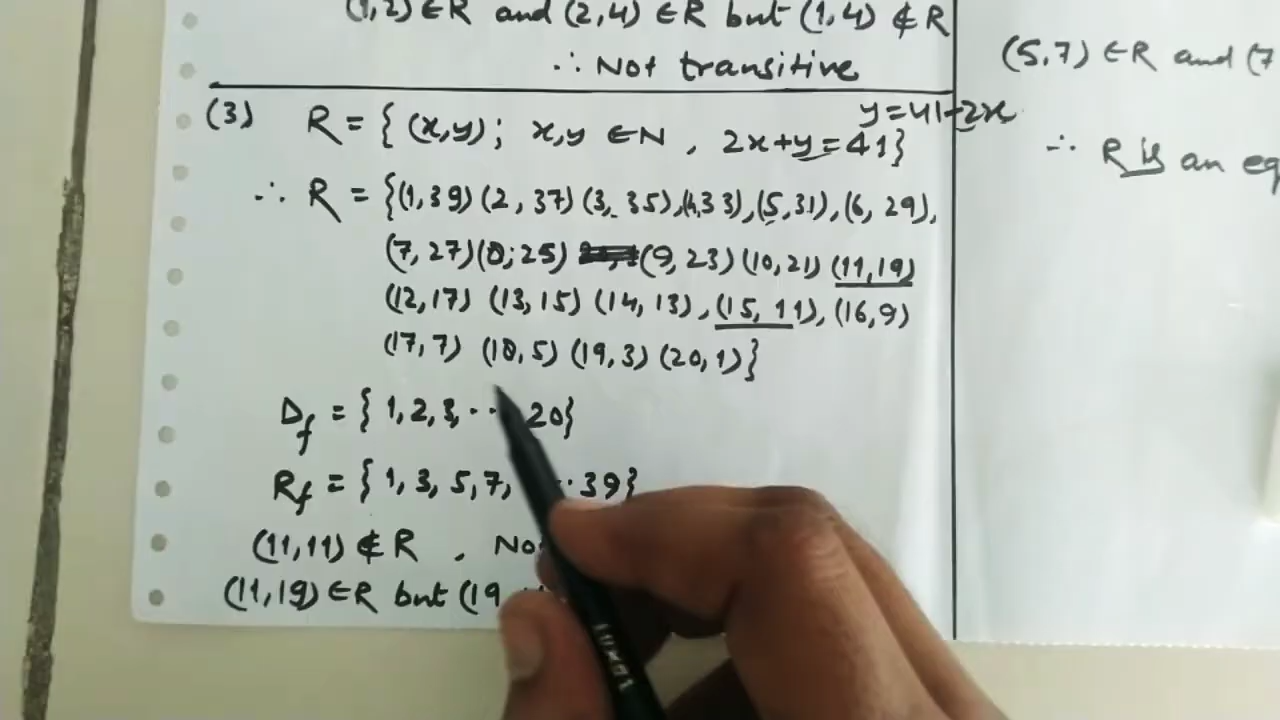 (1,2) ∈ R and (2,4) ∈ R but (1,4) ∉ R
∴ Not transitive
(3) R = { (x,y); x,y ∈ N , 2x+y=41}
y=41-2x
∴ R = {(1,39) (2,37) (3,35),(4,33),(5,31),(6,29),
(7,27) (8,25) (9,23) (10,21) (11,19)
(12,17) (13,15) (14,13), (15,11), (16,9)
(17,7) (18,5) (19,3) (20,1)}
D_f = { 1,2,3,... 20}
R_f = { 1,3,5,7, ..39}
(11,11) ∉ R ,
(11,19) ∈ R but (19
(5,7) ∈ R and (7
∴ R is an
Luxor